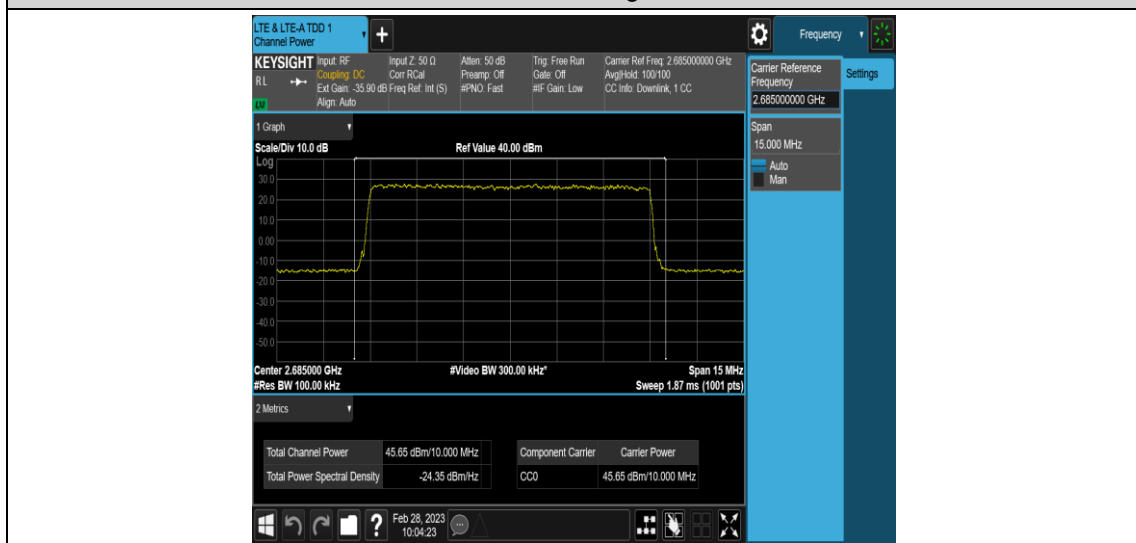 LTE & LTE-A TDD 1
Channel Power
Frequency
KEYSIGHT
RL
Input: RF
Coupling: DC
Ext Gain: -35.90 dB
Align: Auto
Input Z: 50 Ω
Corr RCal
Freq Ref: Int (S)
Atten: 50 dB
Preamp: Off
#PNO: Fast
Trig: Free Run
Gate: Off
#IF Gain: Low
Carrier Ref Freq: 2.685000000 GHz
Avg|Hold: 100/100
CC Info: Downlink, 1 CC
Carrier Reference
Frequency
2.685000000 GHz
Settings
Span
15.000 MHz
Auto
Man
1 Graph
Scale/Div 10.0 dB
Ref Value 40.00 dBm
Log
30.0
20.0
10.0
0.00
-10.0
-20.0
-30.0
-40.0
-50.0
Center 2.685000 GHz
#Video BW 300.00 kHz*
Span 15 MHz
#Res BW 100.00 kHz
Sweep 1.87 ms (1001 pts)
2 Metrics
Total Channel Power 45.65 dBm/10.000 MHz
Total Power Spectral Density -24.35 dBm/Hz
Component Carrier Carrier Power
CC0 45.65 dBm/10.000 MHz
Feb 28, 2023
10:04:23